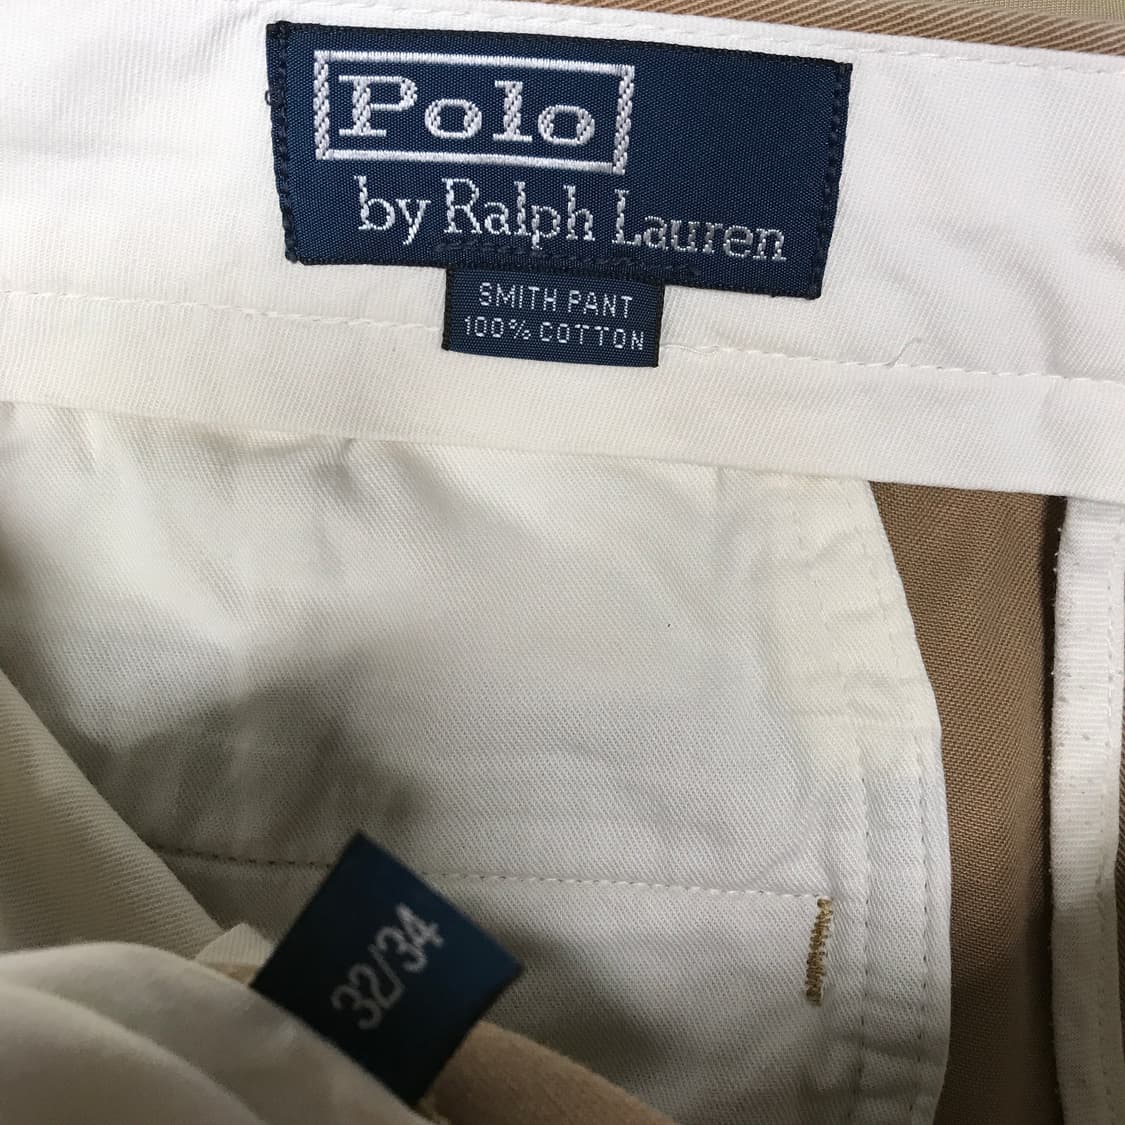 Polo
by Ralph Lauren
SMITH PANT
100% COTTON
32/34